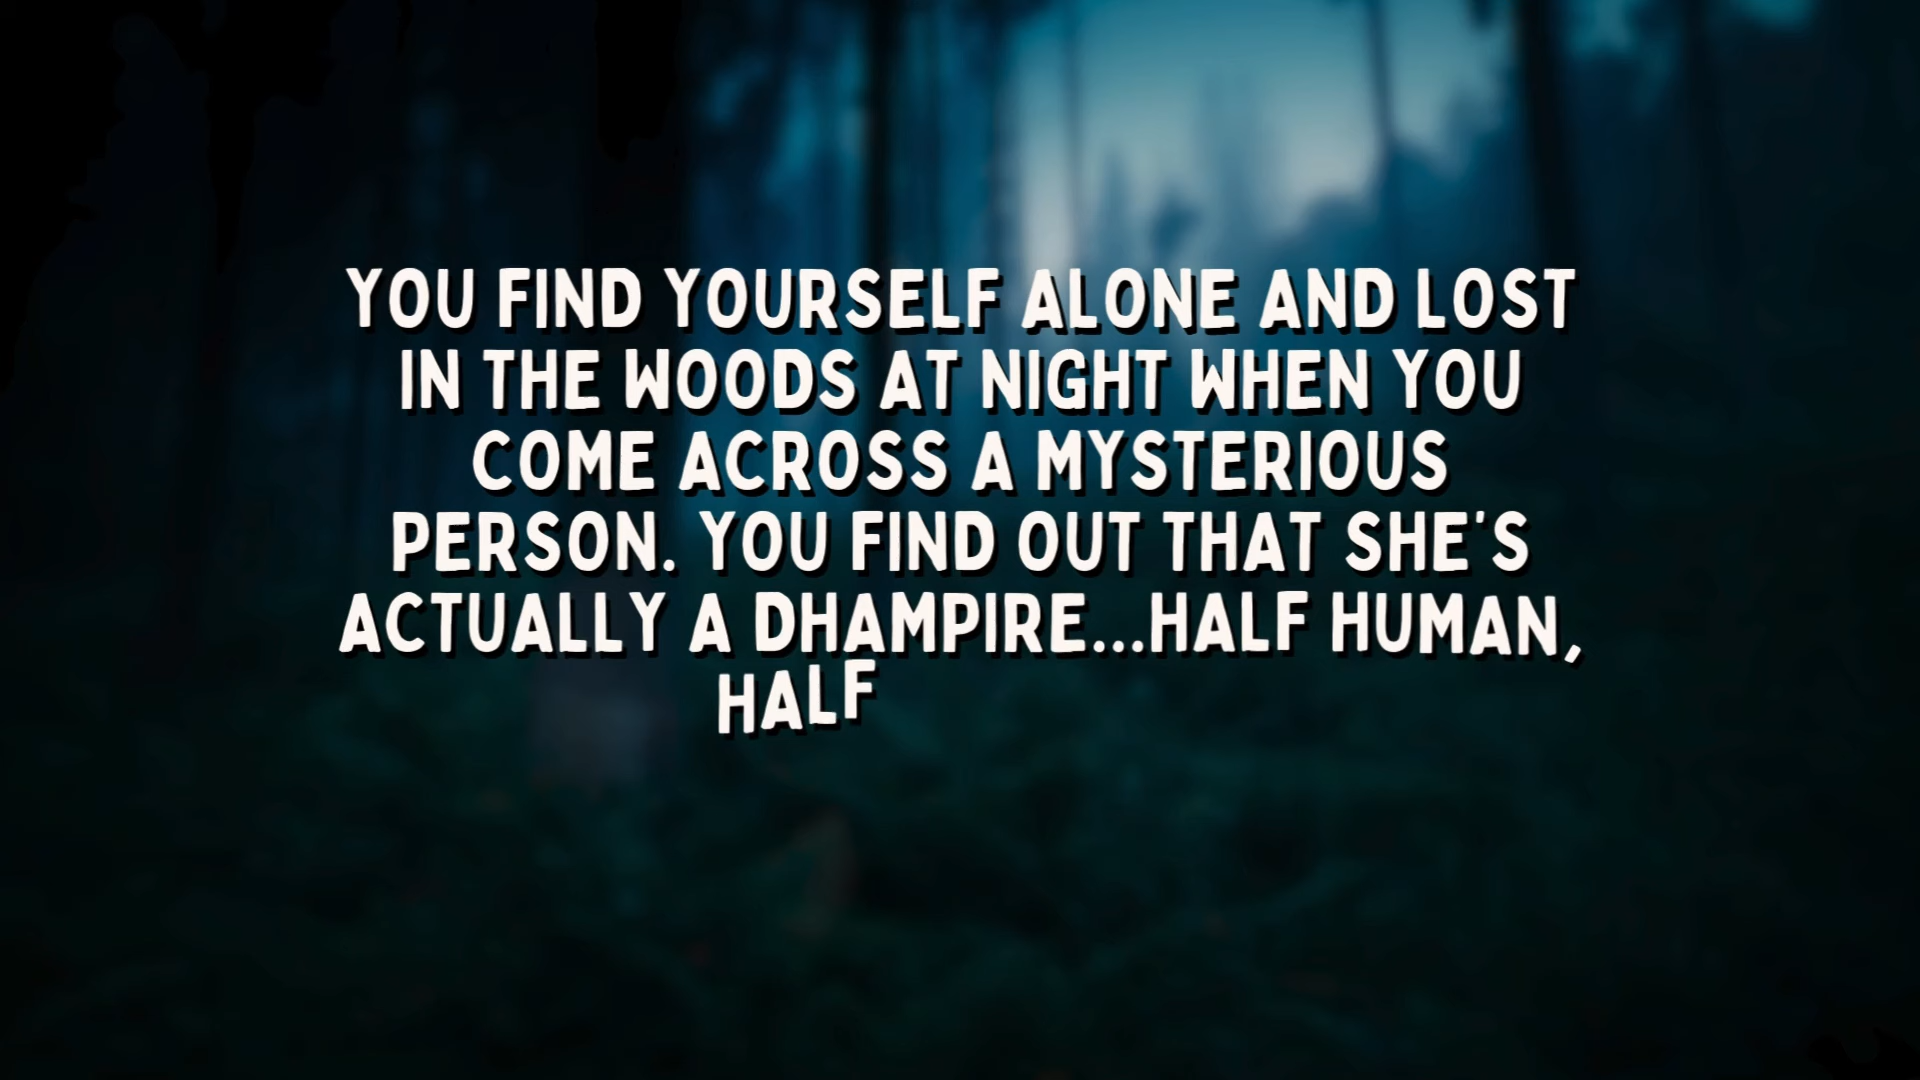 YOU FIND YOURSELF ALONE AND LOST
IN THE WOODS AT NIGHT WHEN YOU
COME ACROSS A MYSTERIOUS
PERSON. YOU FIND OUT THAT SHE'S
ACTUALLY A DHAMPIRE...HALF HUMAN,
HALF